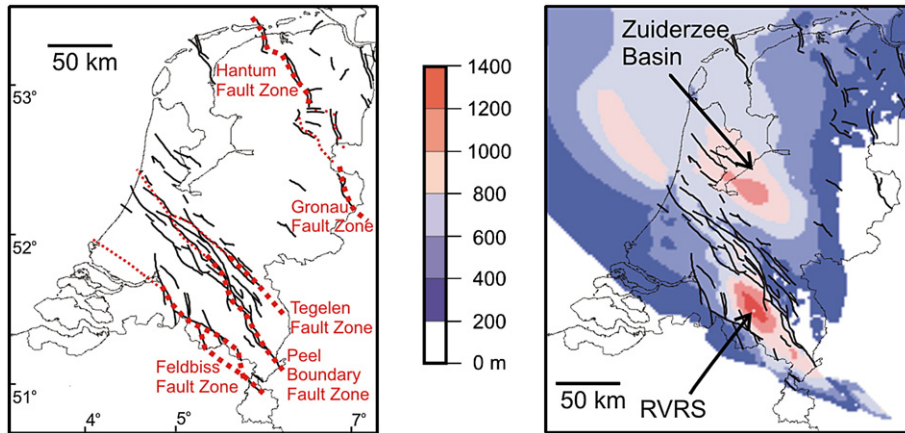 50 km
Hantum
Fault Zone
53°
Gronau
Fault Zone
52°
Tegelen
Fault Zone
Feldbiss
Fault Zone
Peel
Boundary
Fault Zone
51°
4°
5°
7°
1400
1200
1000
800
600
400
200
0 m
Zuiderzee
Basin
50 km
RVRS